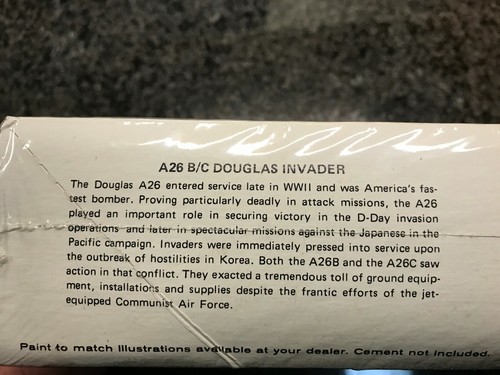 A26 B/C DOUGLAS INVADER
The Douglas A26 entered service late in WWII and was America's fas-
test bomber. Proving particularly deadly in attack missions, the A26
played an important role in securing victory in the D-Day invasion
operations and later in spectacular missions against the Japanese in the
Pacific campaign. Invaders were immediately pressed into service upon
the outbreak of hostilities in Korea. Both the A26B and the A26C saw
action in that conflict. They exacted a tremendous toll of ground equip-
ment, installations and supplies despite the frantic efforts of the jet-
equipped Communist Air Force.
Paint to match illustrations available at your dealer. Cement not included.